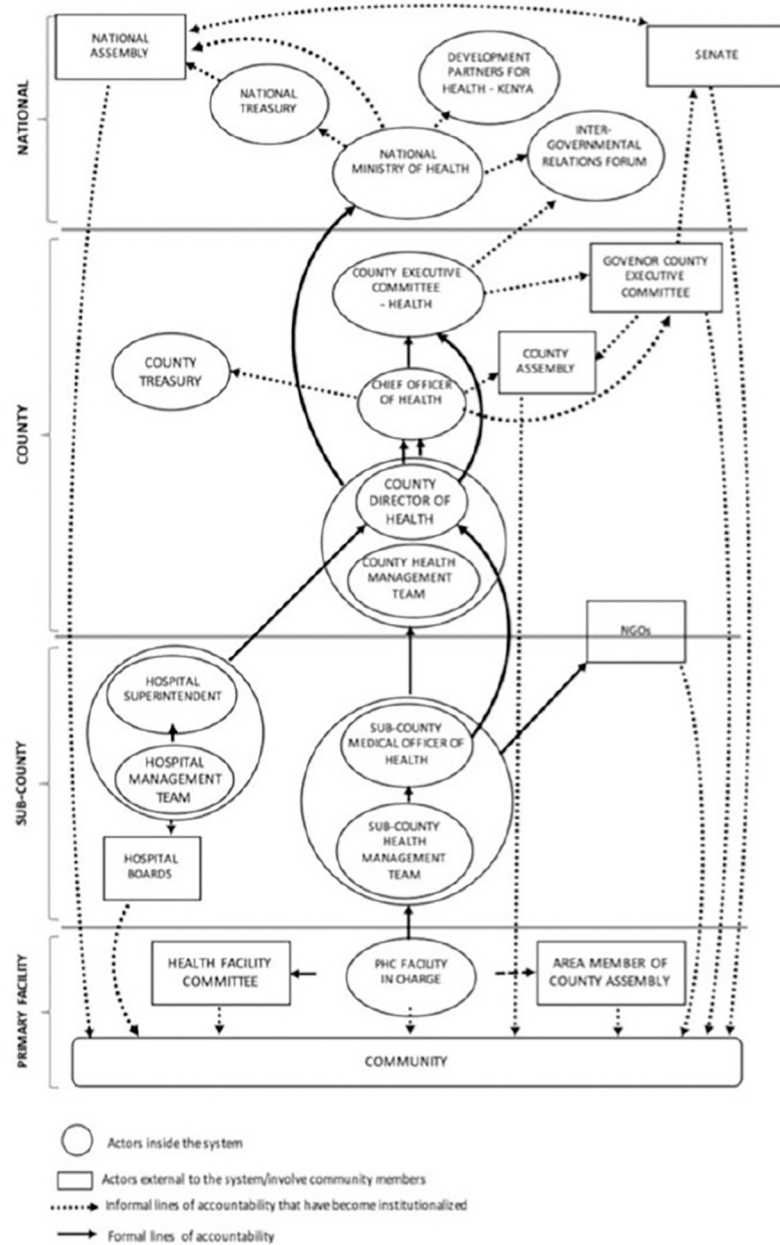 NATIONAL
NATIONAL
ASSEMBLY
SENATE
DEVELOPMENT
PARTNERS FOR
HEALTH - KENYA
NATIONAL
TREASURY
INTER-
GOVERNMENTAL
RELATIONS FORUM
NATIONAL
MINISTRY OF HEALTH
COUNTY
COUNTY EXECUTIVE
COMMITTEE
- HEALTH
GOVENOR COUNTY
EXECUTIVE
COMMITTEE
COUNTY
TREASURY
COUNTY
ASSEMBLY
CHIEF OFFICER
OF HEALTH
COUNTY
DIRECTOR OF
HEALTH
COUNTY HEALTH
MANAGEMENT
TEAM
NGOs
SUB-COUNTY
HOSPITAL
SUPERINTENDENT
HOSPITAL
MANAGEMENT
TEAM
HOSPITAL
BOARDS
SUB-COUNTY
MEDICAL OFFICER OF
HEALTH
SUB-COUNTY
HEALTH
MANAGEMENT
TEAM
PRIMARY FACILITY
HEALTH FACILITY
COMMITTEE
PHC FACILITY
IN CHARGE
AREA MEMBER OF
COUNTY ASSEMBLY
COMMUNITY
Actors inside the system
Actors external to the system/involve community members
Informal lines of accountability that have become institutionalized
Formal lines of accountability